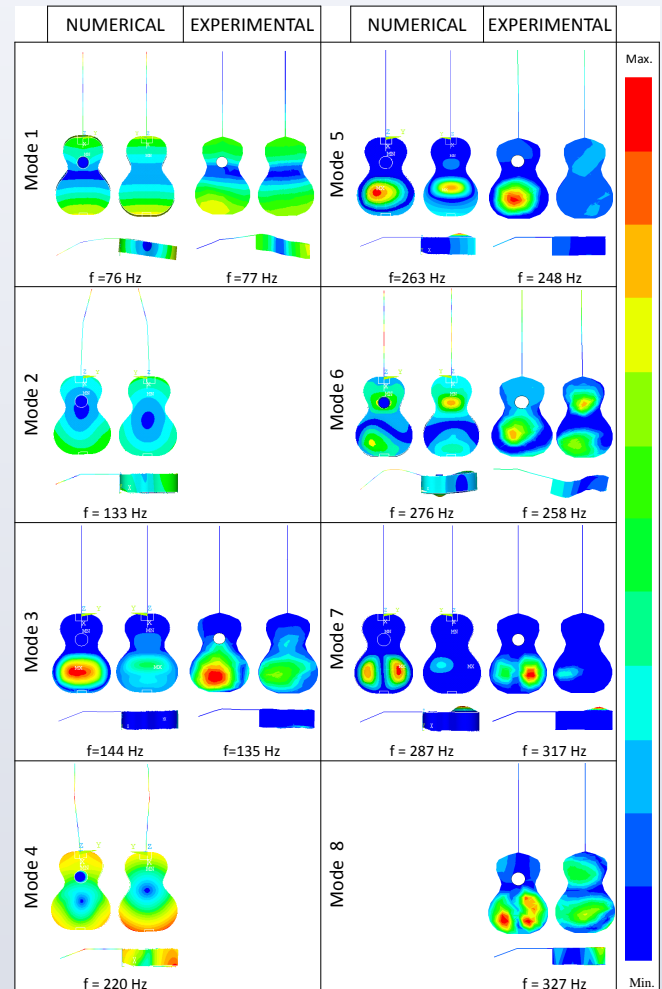 NUMERICAL EXPERIMENTAL NUMERICAL EXPERIMENTAL
Max.
Mode 1
f =76 Hz f =77 Hz
Mode 5
f=263 Hz f = 248 Hz
Mode 2
f = 133 Hz
Mode 6
f = 276 Hz f = 258 Hz
Mode 3
f=144 Hz f=135 Hz
Mode 7
f = 287 Hz f = 317 Hz
Mode 4
f = 220 Hz
Mode 8
f = 327 Hz
Min.